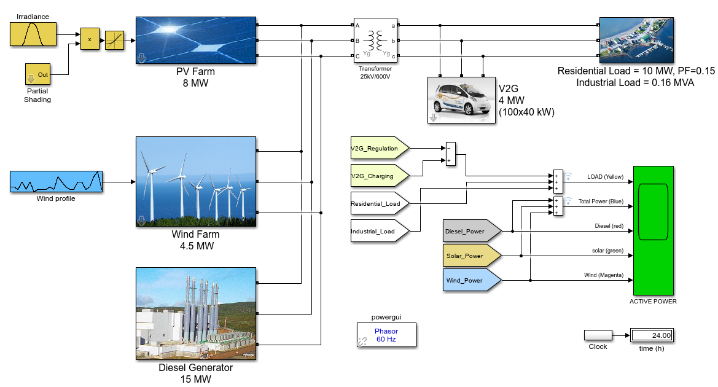 Irradiance
x
Out
Partial
Shading
PV Farm
8 MW
A
B
C
a
b
c
Yg
Yg
Transformer
25kV/600V
Residential Load = 10 MW, PF=0.15
Industrial Load = 0.16 MVA
V2G
4 MW
(100x40 kW)
Wind profile
Wind Farm
4.5 MW
V2G_Regulation
V2G_Charging
Residential_Load
Industrial_Load
Diesel_Power
Solar_Power
Wind_Power
LOAD (Yellow)
Total Power (Blue)
Diesel (red)
solar (green)
Wind (Magenta)
ACTIVE POWER
Diesel Generator
15 MW
powergui
Phasor
60 Hz
Clock
24.00
time (h)